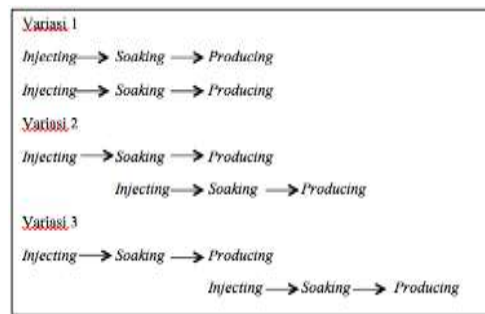 Variasi 1
Injecting → Soaking → Producing
Injecting → Soaking → Producing
Variasi 2
Injecting → Soaking → Producing
Injecting → Soaking → Producing
Variasi 3
Injecting → Soaking → Producing
Injecting → Soaking → Producing